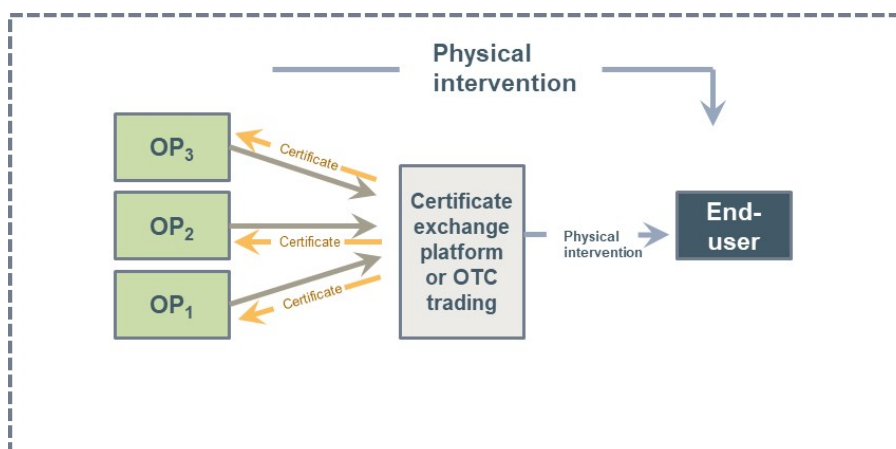 Physical
intervention
OP₃
Certificate
OP₂
Certificate
OP₁
Certificate
Certificate
exchange
platform
or OTC
trading
Physical
intervention
End-
user